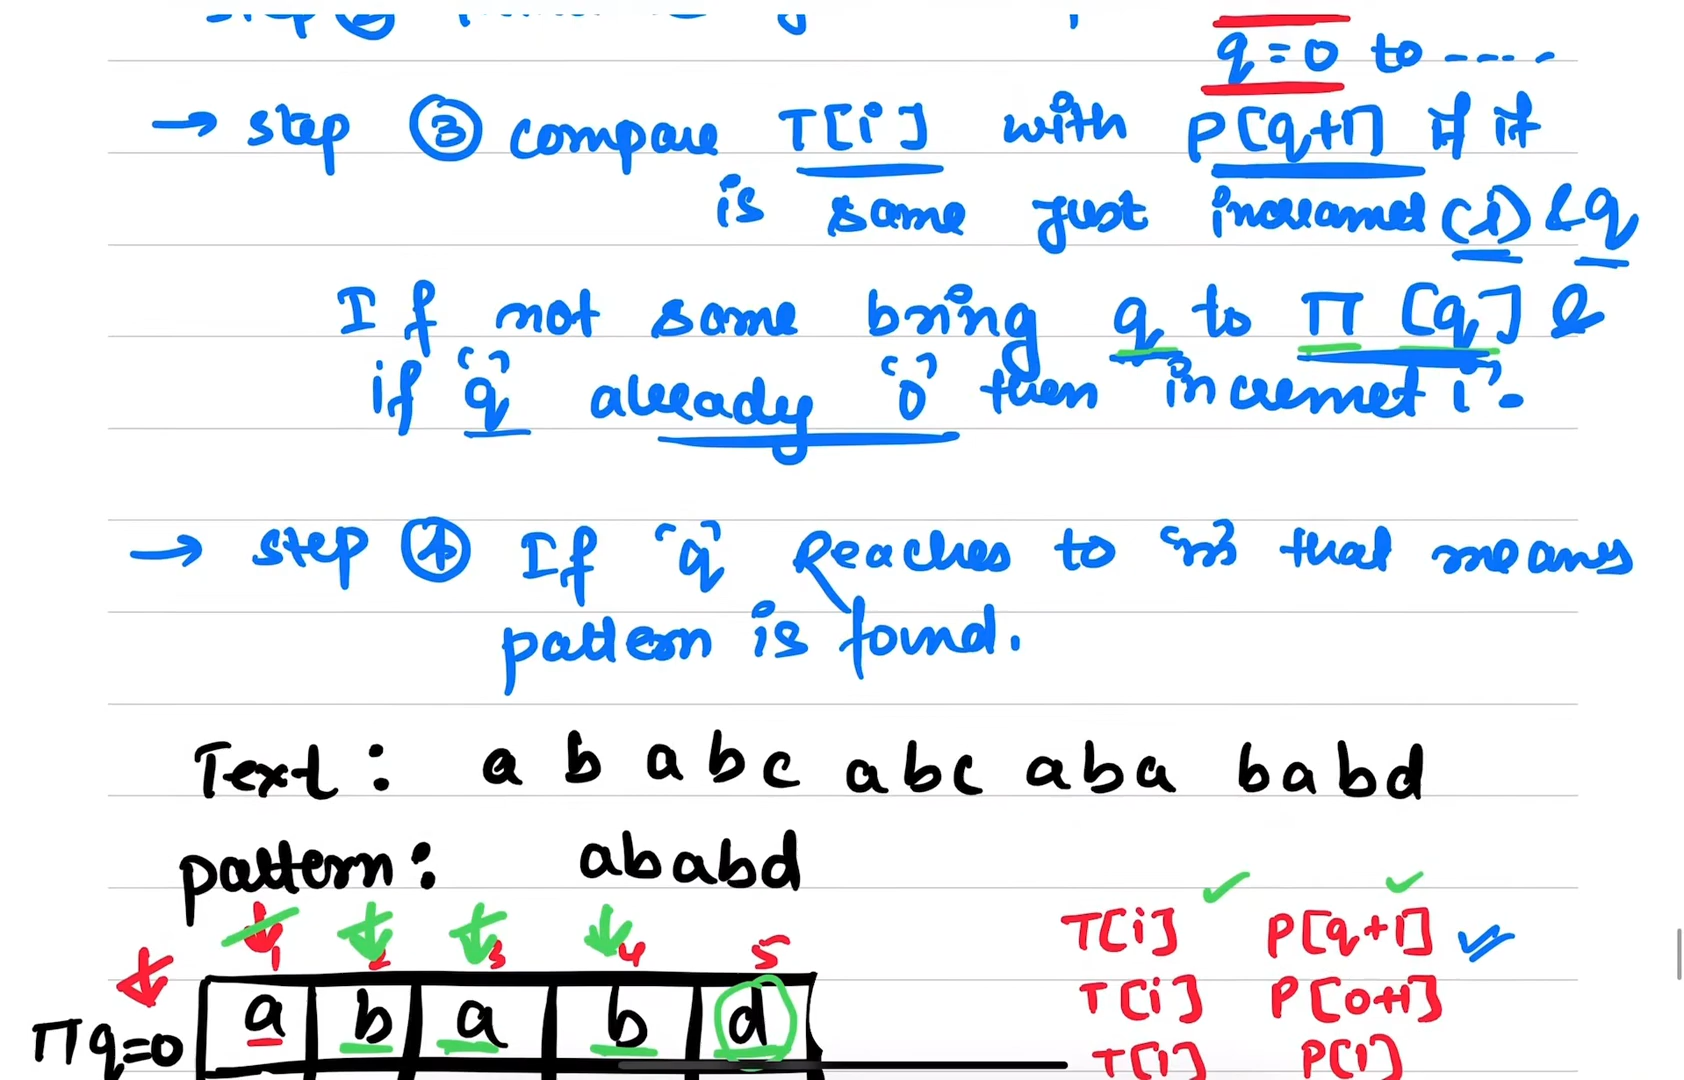 q = 0 to ----
→ step ③ compare T[i] with P[q+1] if it
is same just increamet (i) & q
If not same bring q to Π [q] &
if 'q' already '0' then 'incremet i'.
→ step ④ If 'q' Reaches to 'm' that means
pattern is found.
Text : a b a b c a b c a b a b a b d
pattern : ababd
T[i] P[q+1]
1 2 3 4 5
T[i] P[0+1]
Π q=0 a b a b d
T[1] P[1]